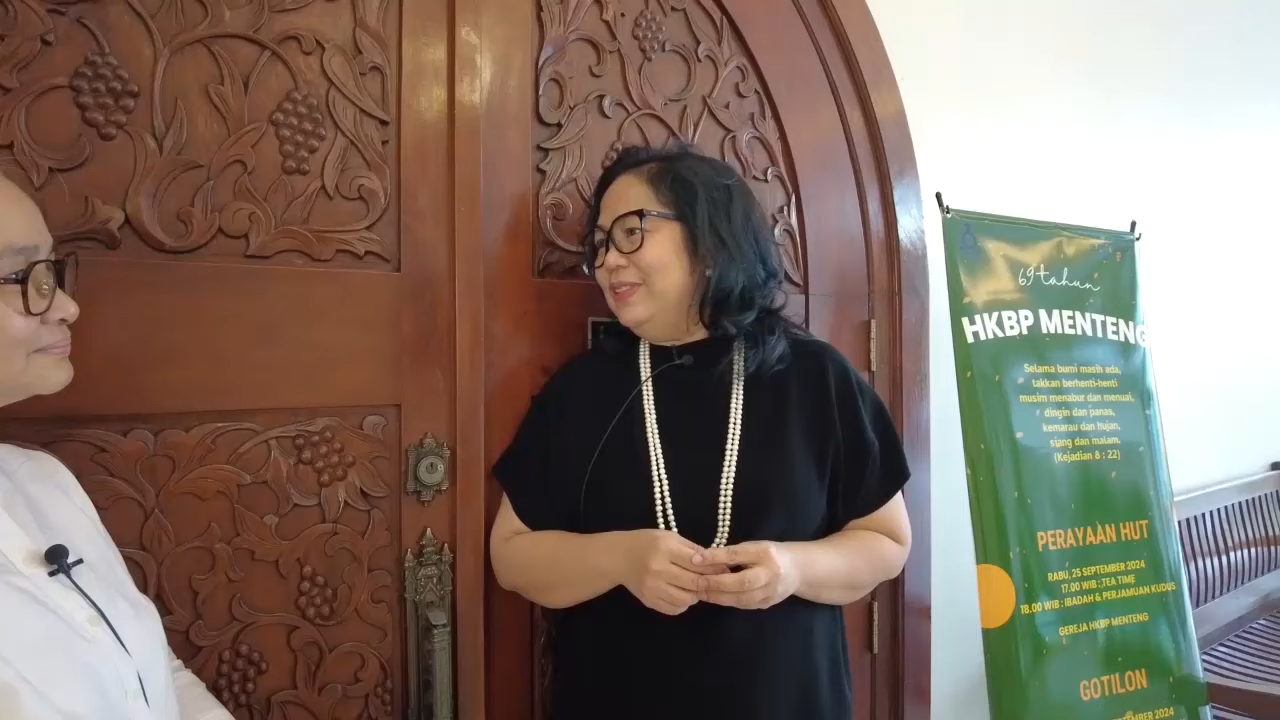 69 tahun
HKBP MENTENG
Selama bumi masih ada,
takkan berhenti-henti
musim menabur dan menuai,
dingin dan panas,
kemarau dan hujan,
siang dan malam.
(Kejadian 8 : 22)
PERAYAAN HUT
RABU, 25 SEPTEMBER 2024
17.00 WIB : TEA TIME
18.00 WIB : IBADAH & PERJAMUAN KUDUS
GEREJA HKBP MENTENG
GOTILON
2024